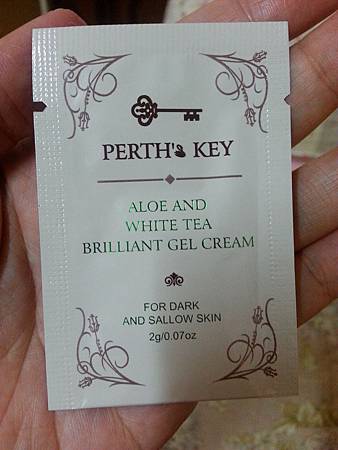 PERTH'S KEY
ALOE AND
WHITE TEA
BRILLIANT GEL CREAM
FOR DARK
AND SALLOW SKIN
2g/0.07oz